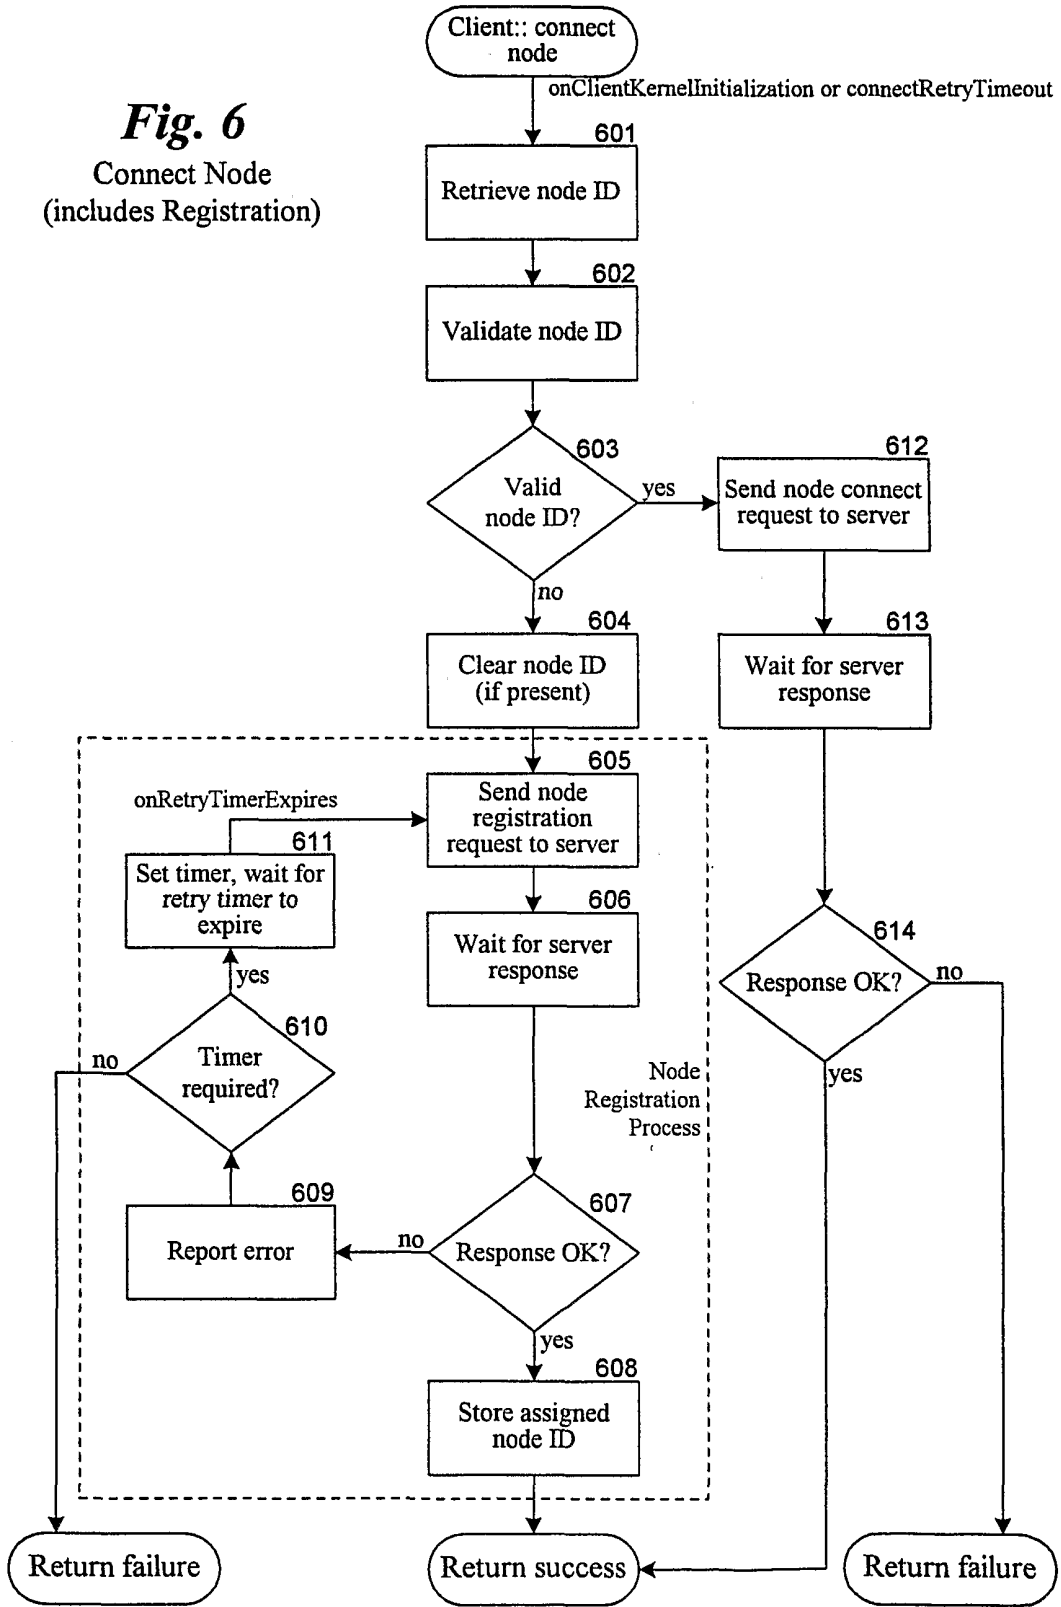 Client:: connect
node
onClientKernelInitialization or connectRetryTimeout
Fig. 6
Connect Node
(includes Registration)
601
Retrieve node ID
602
Validate node ID
603
Valid
node ID?
yes
no
612
Send node connect
request to server
604
Clear node ID
(if present)
613
Wait for server
response
605
Send node
registration
request to server
onRetryTimerExpires
611
Set timer, wait for
retry timer to
expire
606
Wait for server
response
614
Response OK?
no
yes
yes
610
Timer
required?
no
Node
Registration
Process
609
Report error
607
Response OK?
no
yes
608
Store assigned
node ID
Return failure
Return success
Return failure